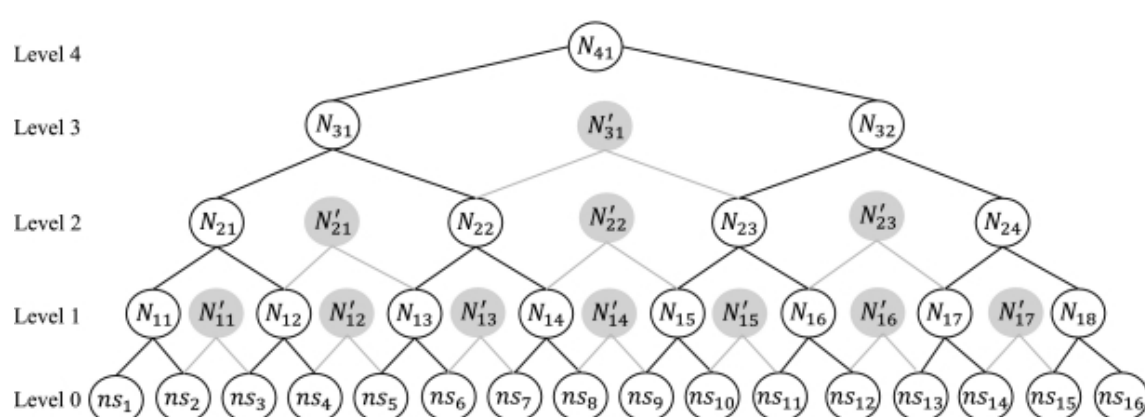 Level 4 N₄₁
Level 3 N₃₁ N′₃₁ N₃₂
Level 2 N₂₁ N′₂₁ N₂₂ N′₂₂ N₂₃ N′₂₃ N₂₄
Level 1 N₁₁ N′₁₁ N₁₂ N′₁₂ N₁₃ N′₁₃ N₁₄ N′₁₄ N₁₅ N′₁₅ N₁₆ N′₁₆ N₁₇ N′₁₇ N₁₈
Level 0 ns₁ ns₂ ns₃ ns₄ ns₅ ns₆ ns₇ ns₈ ns₉ ns₁₀ ns₁₁ ns₁₂ ns₁₃ ns₁₄ ns₁₅ ns₁₆